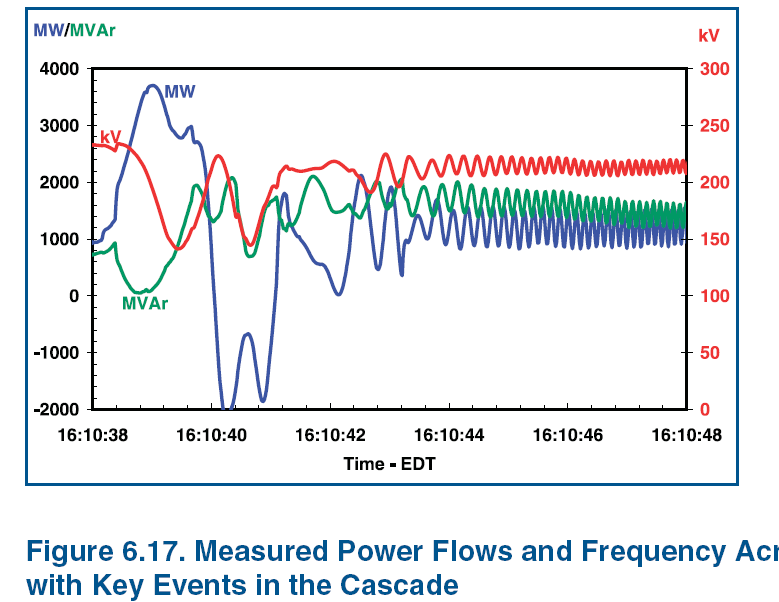 MW/MVAr
kV
4000
3000
2000
1000
0
-1000
-2000
300
250
200
150
100
50
0
MW
kV
MVAr
16:10:38 16:10:40 16:10:42 16:10:44 16:10:46 16:10:48
Time - EDT
Figure 6.17. Measured Power Flows and Frequency
with Key Events in the Cascade